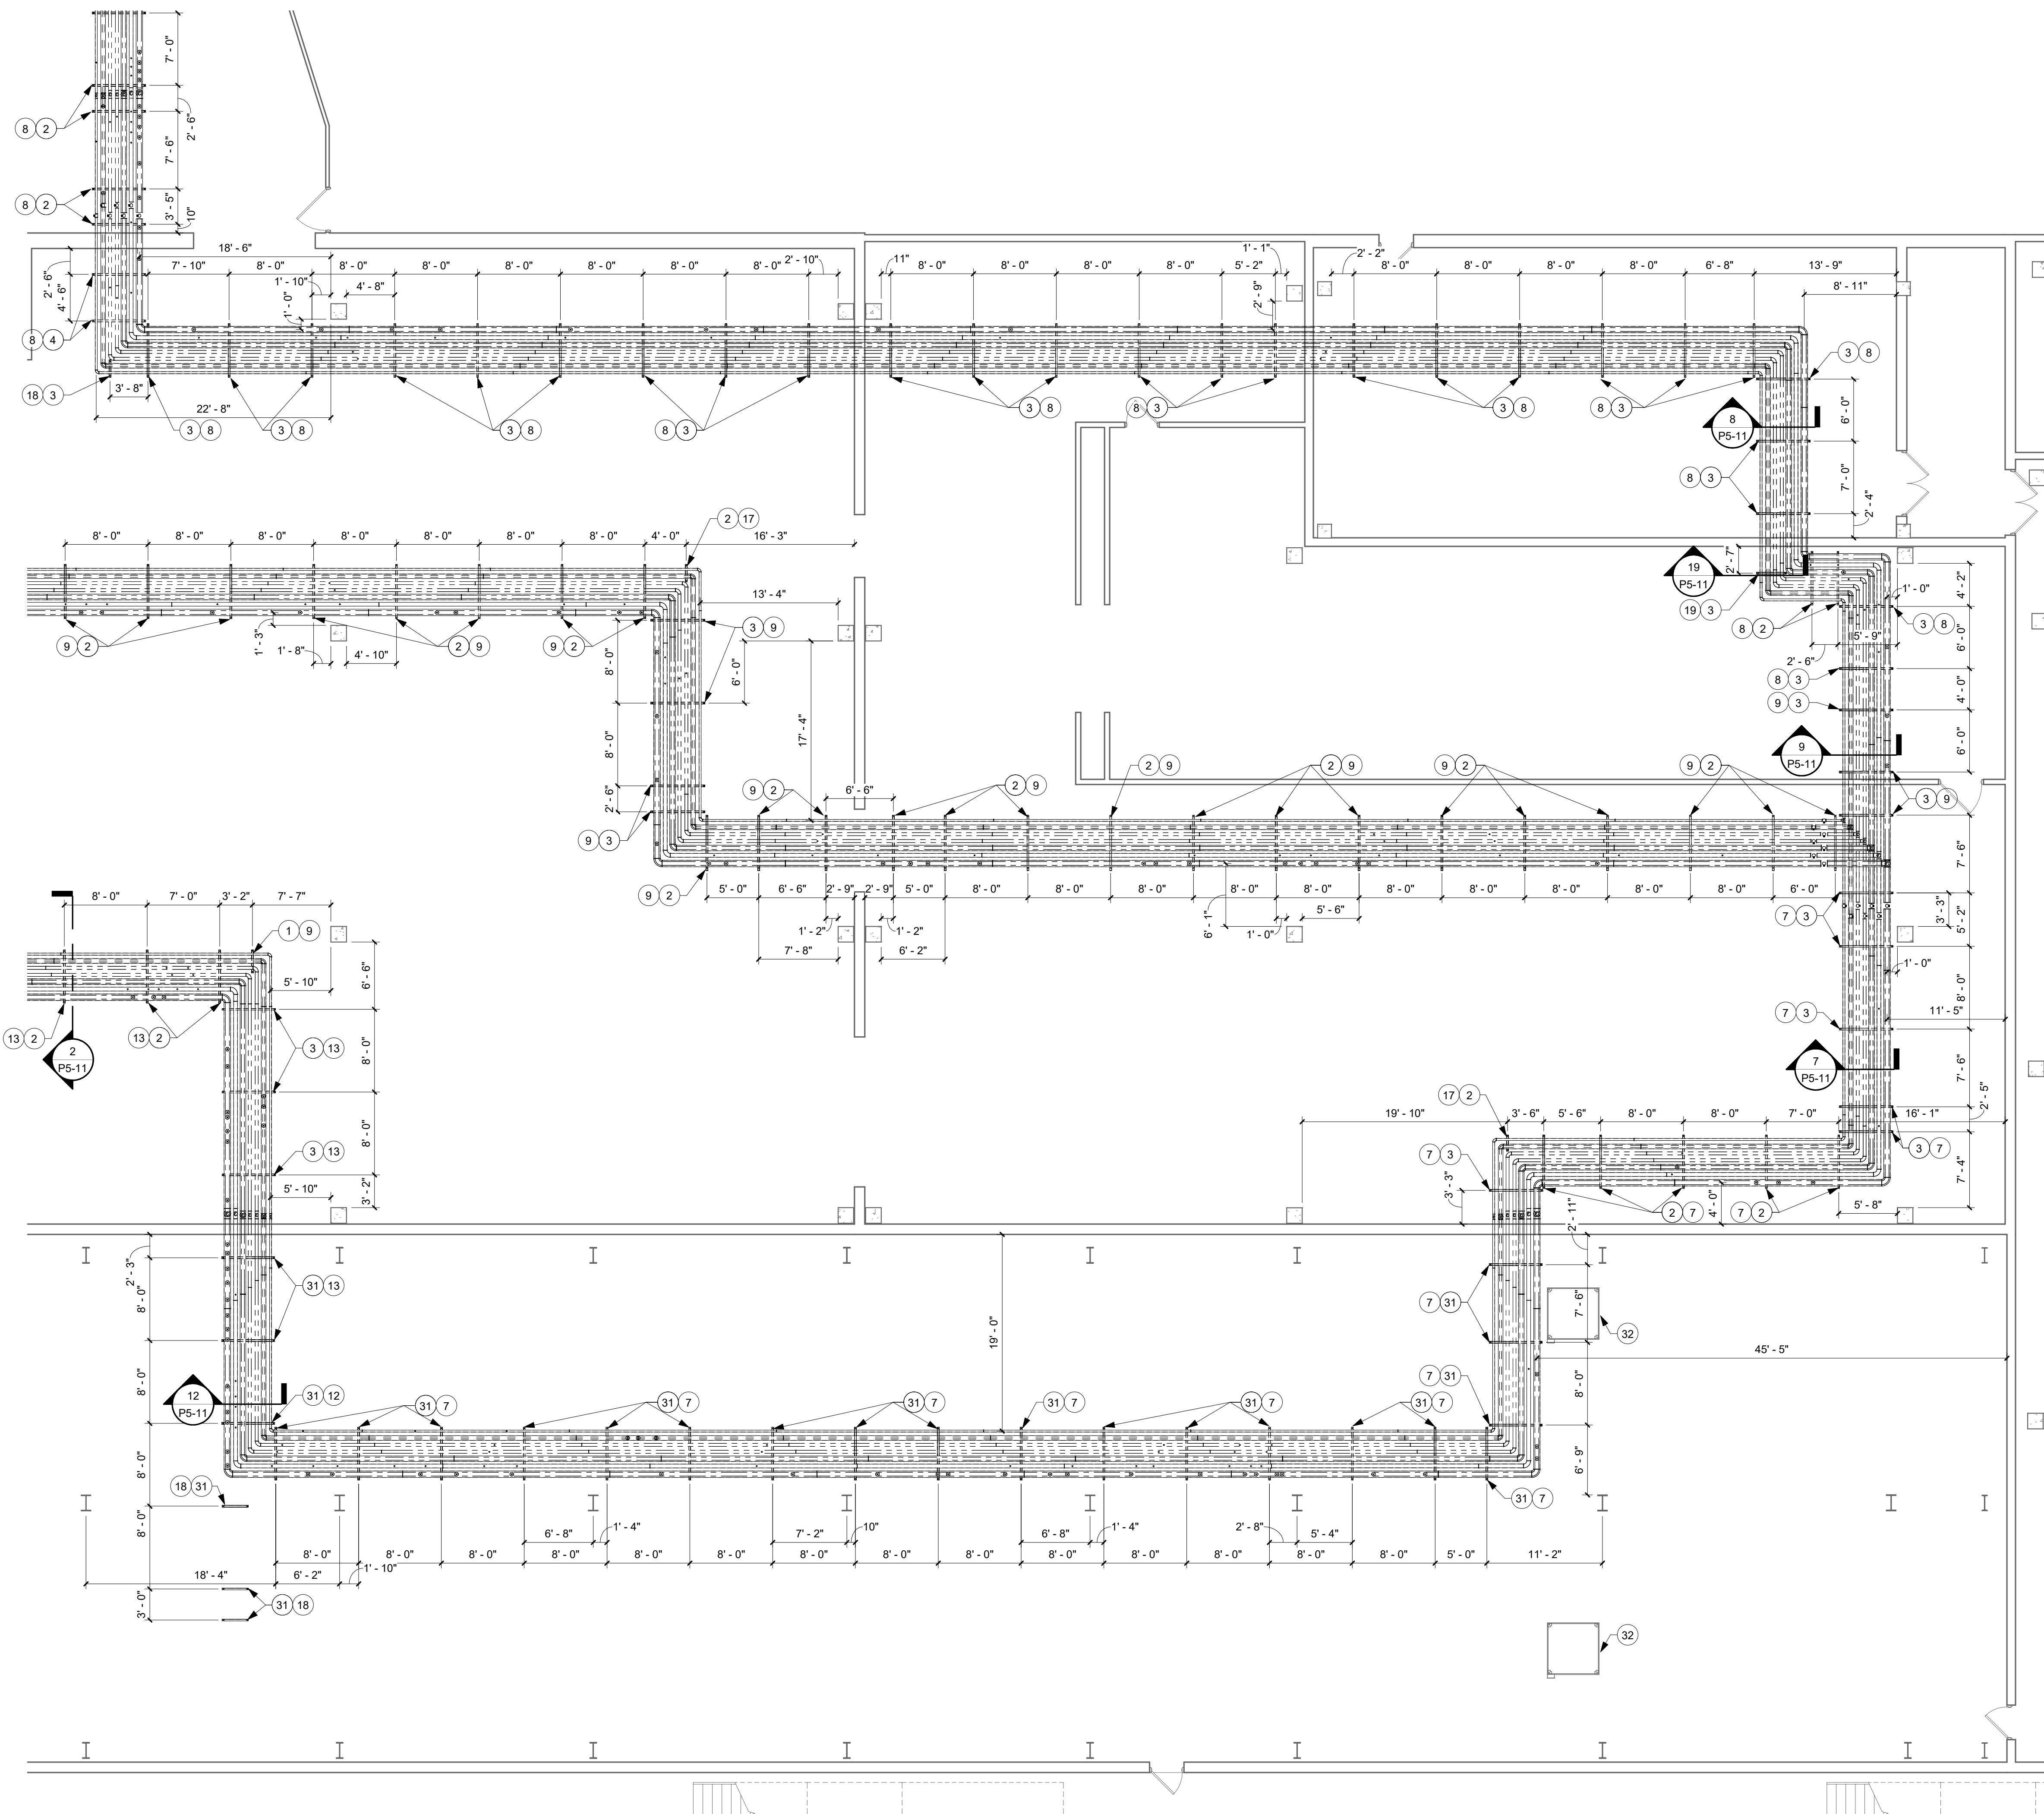 7' - 0"
2' - 6"
7' - 6"
3' - 5"
10"
8 2
8 2
18' - 6"
2' - 6"
4' - 6"
8 4
7' - 10" 8' - 0" 8' - 0" 8' - 0" 8' - 0" 8' - 0" 8' - 0" 8' - 0" 2' - 10"
1' - 10" 4' - 8"
1' - 0"
11" 8' - 0" 8' - 0" 8' - 0" 8' - 0" 5' - 2" 1' - 1"
2' - 9"
2' - 2" 8' - 0" 8' - 0" 8' - 0" 8' - 0" 6' - 8" 13' - 9"
8' - 11"
18 3
3' - 8"
22' - 8"
3 8
3 8
3 8
8 3
3 8
8 3
3 8
8 3
3 8
8
P5-11
6' - 0"
7' - 0"
2' - 4"
8 3
19
P5-11
2' - 7"
19 3
8 2
5' - 9"
2' - 6"
1' - 0"
3 8
4' - 2"
6' - 0"
4' - 0"
6' - 0"
8 3
9 3
9
P5-11
3 9
8' - 0" 8' - 0" 8' - 0" 8' - 0" 8' - 0" 8' - 0" 8' - 0" 4' - 0" 16' - 3"
2 17
13' - 4"
9 2
1' - 3"
1' - 8"
4' - 10"
2 9
9 2
3 9
8' - 0"
6' - 0"
17' - 4"
8' - 0"
2' - 6"
9 3
9 2
6' - 6"
2 9
2 9
2 9
9 2
9 2
9 2
5' - 0" 6' - 6" 2' - 9" 2' - 9" 5' - 0" 8' - 0" 8' - 0" 8' - 0" 8' - 0" 8' - 0" 8' - 0" 8' - 0" 8' - 0" 8' - 0" 6' - 0"
1' - 2" 1' - 2"
7' - 8" 6' - 2"
6' - 1"
1' - 0"
5' - 6"
7' - 6"
3' - 3"
5' - 2"
7 3
1' - 0"
8' - 0"
11' - 5"
7 3
7
P5-11
7' - 6"
2' - 5"
8' - 0" 7' - 0" 3' - 2" 7' - 7"
1 9
5' - 10"
6' - 6"
13 2
13 2
2
P5-11
3 13
8' - 0"
8' - 0"
3 13
5' - 10"
3' - 2"
17 2
19' - 10" 3' - 6" 5' - 6" 8' - 0" 8' - 0" 7' - 0" 16' - 1"
7 3
3' - 3"
2 7
7 2
4' - 0"
5' - 8"
3 7
7' - 4"
2' - 11"
2' - 3"
8' - 0"
31 13
19' - 0"
7 31
7' - 6"
32
45' - 5"
8' - 0"
12
P5-11
31 12
31 7
31 7
31 7
31 7
31 7
31 7
7 31
8' - 0"
6' - 9"
8' - 0"
18 31
31 7
8' - 0"
6' - 8" 1' - 4" 7' - 2" 10" 6' - 8" 1' - 4" 2' - 8" 5' - 4"
8' - 0" 8' - 0" 8' - 0" 8' - 0" 8' - 0" 8' - 0" 8' - 0" 8' - 0" 8' - 0" 8' - 0" 8' - 0" 8' - 0" 8' - 0" 8' - 0" 5' - 0" 11' - 2"
18' - 4" 6' - 2" 1' - 10"
3' - 0"
31 18
32